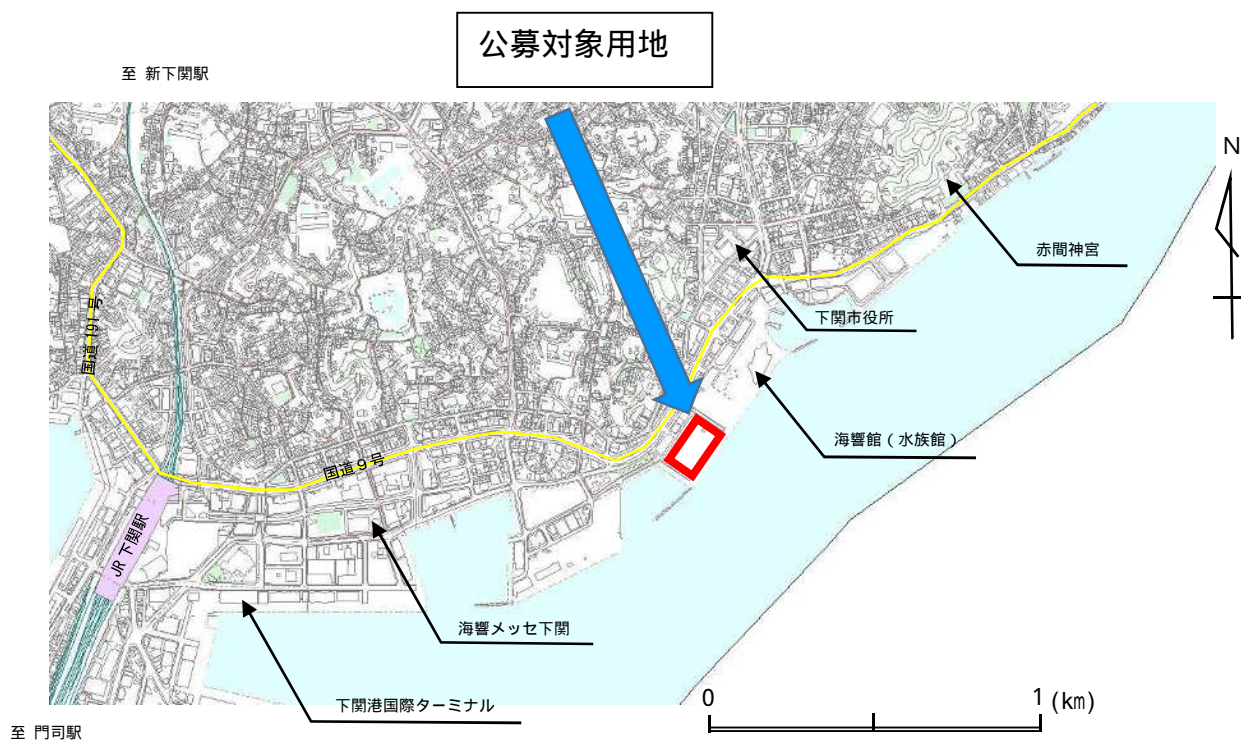 公募対象用地
至 新下関駅
N
赤間神宮
下関市役所
国道191号
海響館（水族館）
国道9号
JR 下関駅
海響メッセ下関
下関港国際ターミナル
0 1 (km)
至 門司駅